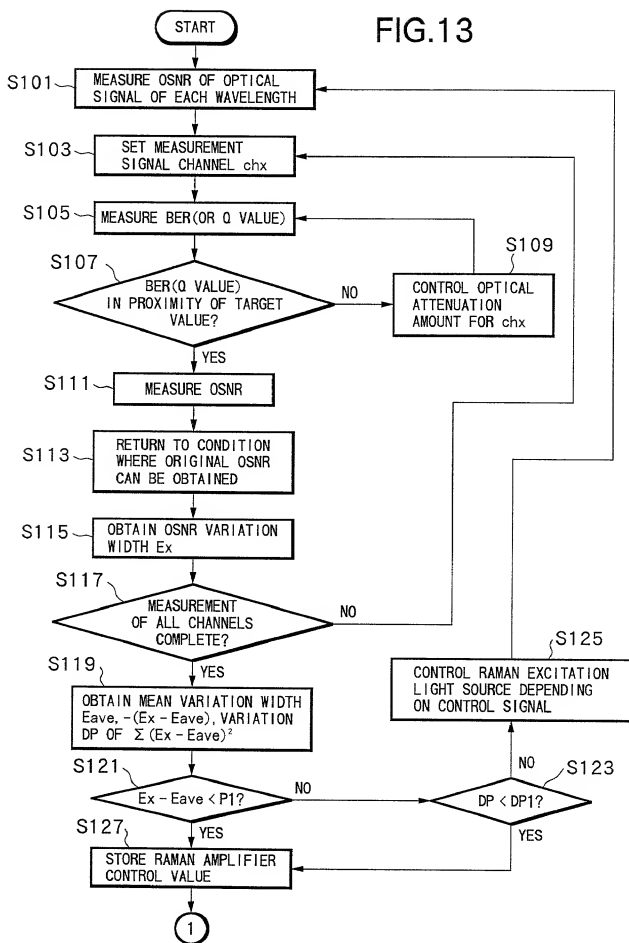 START
FIG.13
S101
MEASURE OSNR OF OPTICAL
SIGNAL OF EACH WAVELENGTH
S103
SET MEASUREMENT
SIGNAL CHANNEL chx
S105
MEASURE BER(OR Q VALUE)
S107
BER(Q VALUE)
IN PROXIMITY OF TARGET
VALUE?
NO
S109
CONTROL OPTICAL
ATTENUATION
AMOUNT FOR chx
YES
S111
MEASURE OSNR
S113
RETURN TO CONDITION
WHERE ORIGINAL OSNR
CAN BE OBTAINED
S115
OBTAIN OSNR VARIATION
WIDTH Ex
S117
MEASUREMENT
OF ALL CHANNELS
COMPLETE?
NO
YES
S119
OBTAIN MEAN VARIATION WIDTH
Eave, -(Ex-Eave), VARIATION
DP OF Σ(Ex-Eave)²
S125
CONTROL RAMAN EXCITATION
LIGHT SOURCE DEPENDING
ON CONTROL SIGNAL
S121
Ex-Eave<P1?
NO
YES
NO
S123
DP<DP1?
YES
S127
STORE RAMAN AMPLIFIER
CONTROL VALUE
1